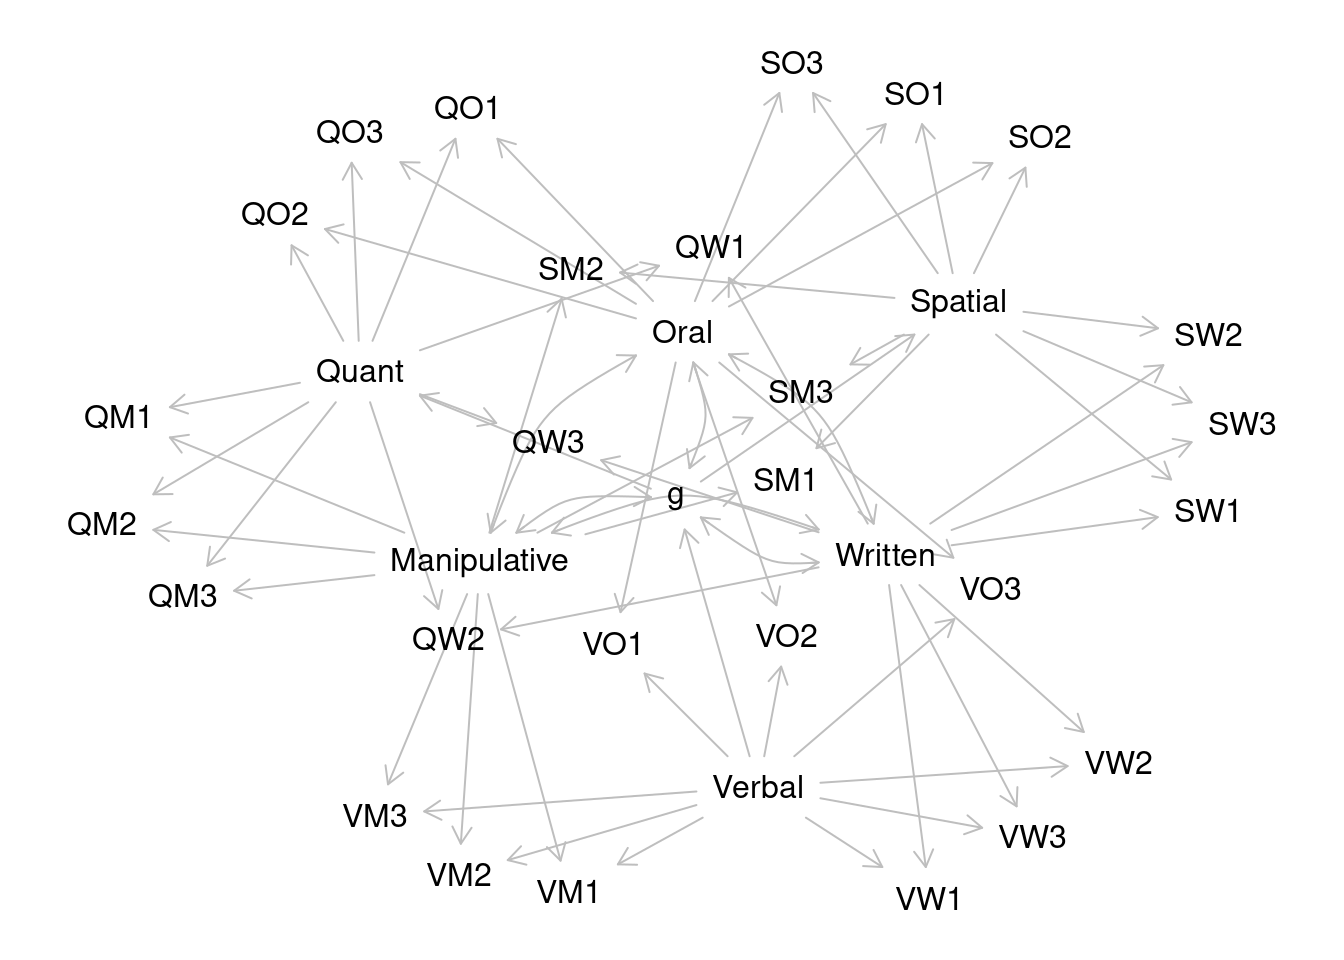 SO3
SO1
QO1
QO3
SO2
QO2
QW1
SM2
Spatial
Oral
SW2
Quant
SM3
QM1
SW3
QW3
SM1
g
SW1
QM2
Written
Manipulative
VO3
QM3
VO2
QW2
VO1
VW2
Verbal
VM3
VW3
VM2
VM1
VW1